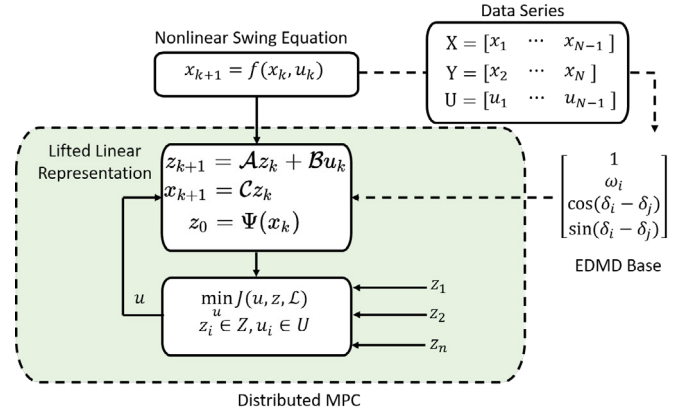 Data Series
Nonlinear Swing Equation
x_{k+1} = f(x_k, u_k)
X = [x_1 ⋯ x_{N−1} ]
Y = [x_2 ⋯ x_N ]
U = [u_1 ⋯ u_{N−1} ]
Lifted Linear
Representation
z_{k+1} = 𝒜z_k + ℬu_k
x_{k+1} = 𝒞z_k
z_0 = Ψ(x_k)
1
ω_i
cos(δ_i − δ_j)
sin(δ_i − δ_j)
EDMD Base
u
min J(u, z, ℒ)
u
z_i ∈ Z, u_i ∈ U
z_1
z_2
z_n
Distributed MPC